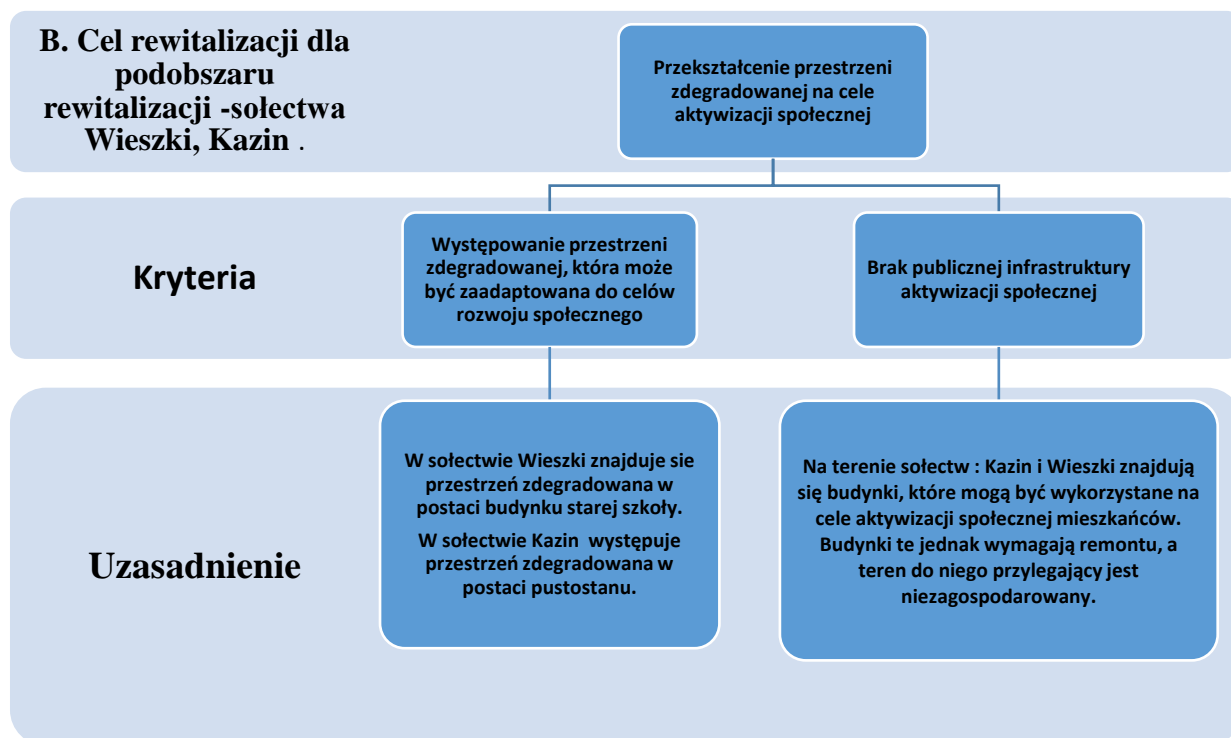 B. Cel rewitalizacji dla
podobszaru
rewitalizacji -sołectwa
Wieszki, Kazin .
Przekształcenie przestrzeni
zdegradowanej na cele
aktywizacji społecznej
Kryteria
Występowanie przestrzeni
zdegradowanej, która może
być zaadaptowana do celów
rozwoju społecznego
Brak publicznej infrastruktury
aktywizacji społecznej
Uzasadnienie
W sołectwie Wieszki znajduje sie
przestrzeń zdegradowana w
postaci budynku starej szkoły.
W sołectwie Kazin występuje
przestrzeń zdegradowana w
postaci pustostanu.
Na terenie sołectw : Kazin i Wieszki znajdują
się budynki, które mogą być wykorzystane na
cele aktywizacji społecznej mieszkańców.
Budynki te jednak wymagają remontu, a
teren do niego przylegający jest
niezagospodarowany.